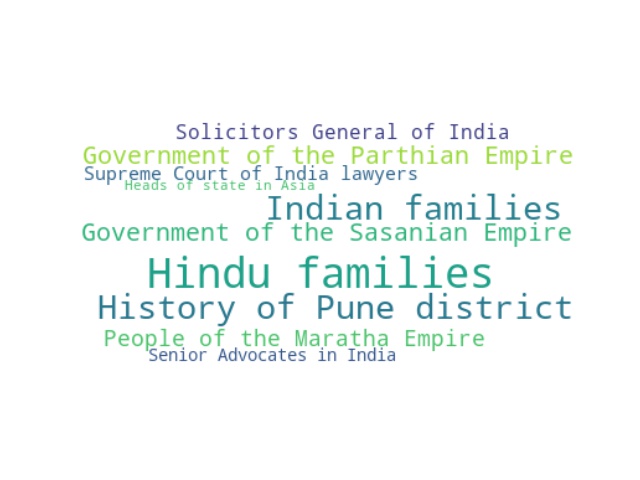 Solicitors General of India
Government of the Parthian Empire
Supreme Court of India lawyers
Heads of state in Asia
Indian families
Government of the Sasanian Empire
Hindu families
History of Pune district
People of the Maratha Empire
Senior Advocates in India